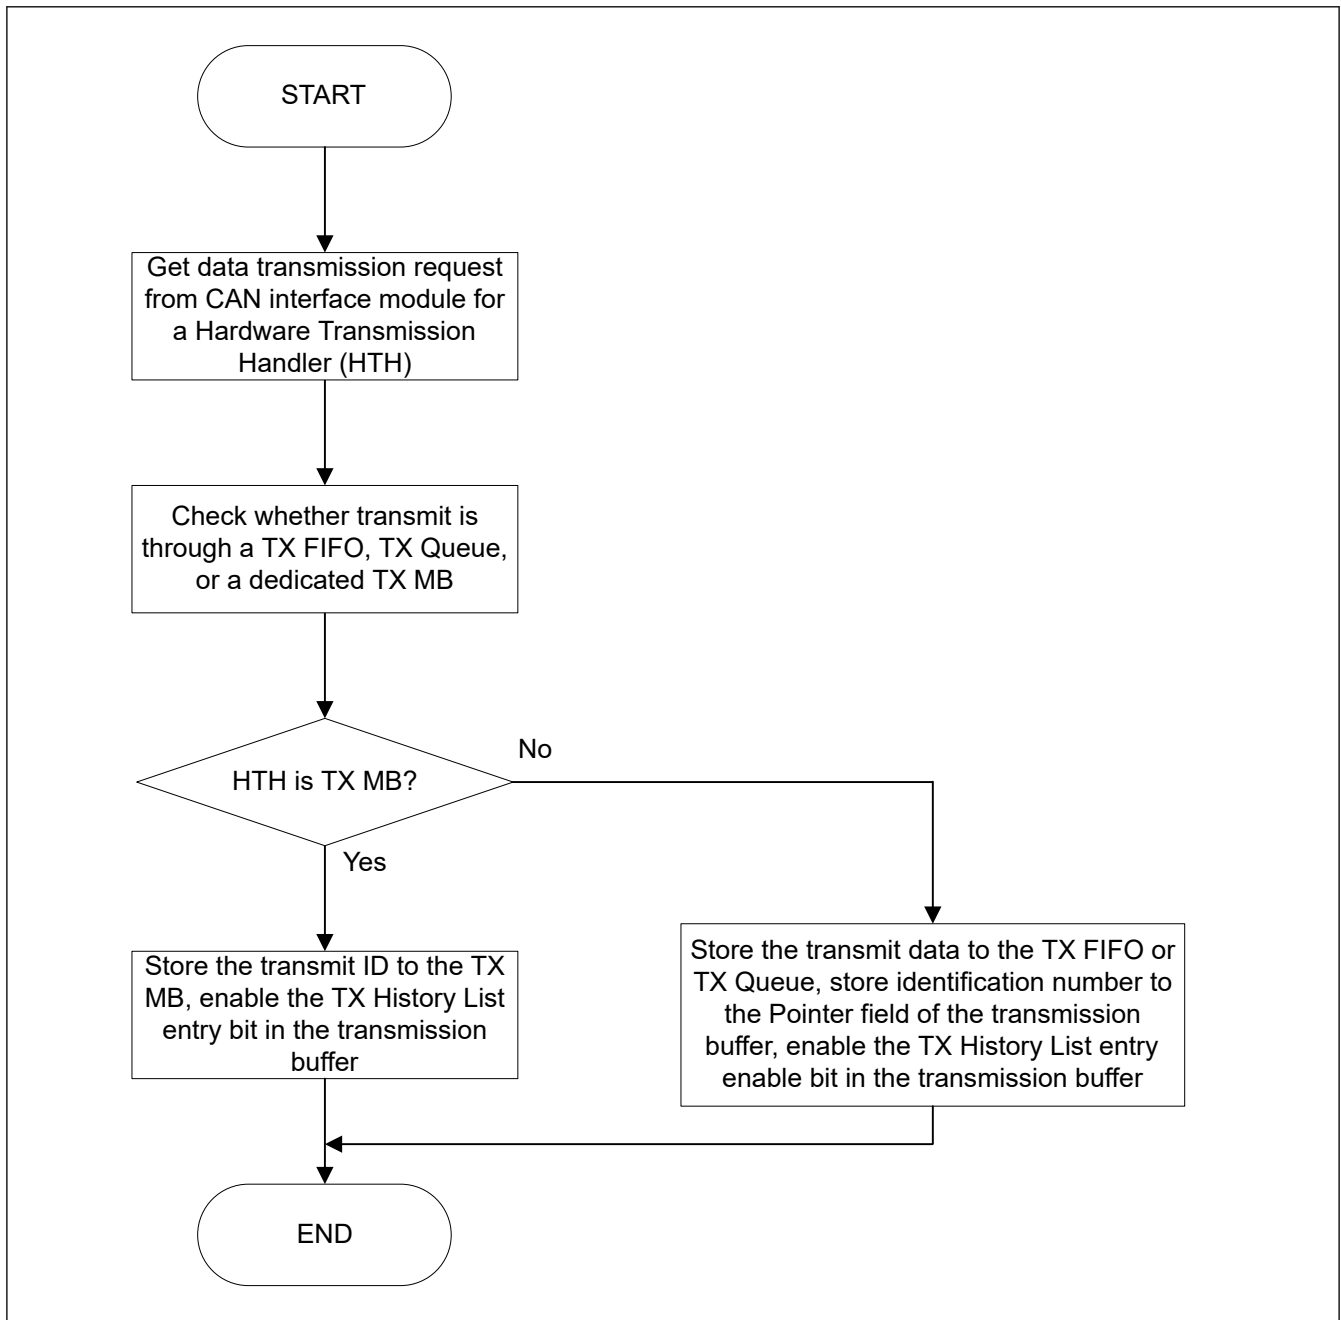 START
Get data transmission request
from CAN interface module for
a Hardware Transmission
Handler (HTH)
Check whether transmit is
through a TX FIFO, TX Queue,
or a dedicated TX MB
HTH is TX MB?
No
Yes
Store the transmit ID to the TX
MB, enable the TX History List
entry bit in the transmission
buffer
Store the transmit data to the TX FIFO or
TX Queue, store identification number to
the Pointer field of the transmission
buffer, enable the TX History List entry
enable bit in the transmission buffer
END